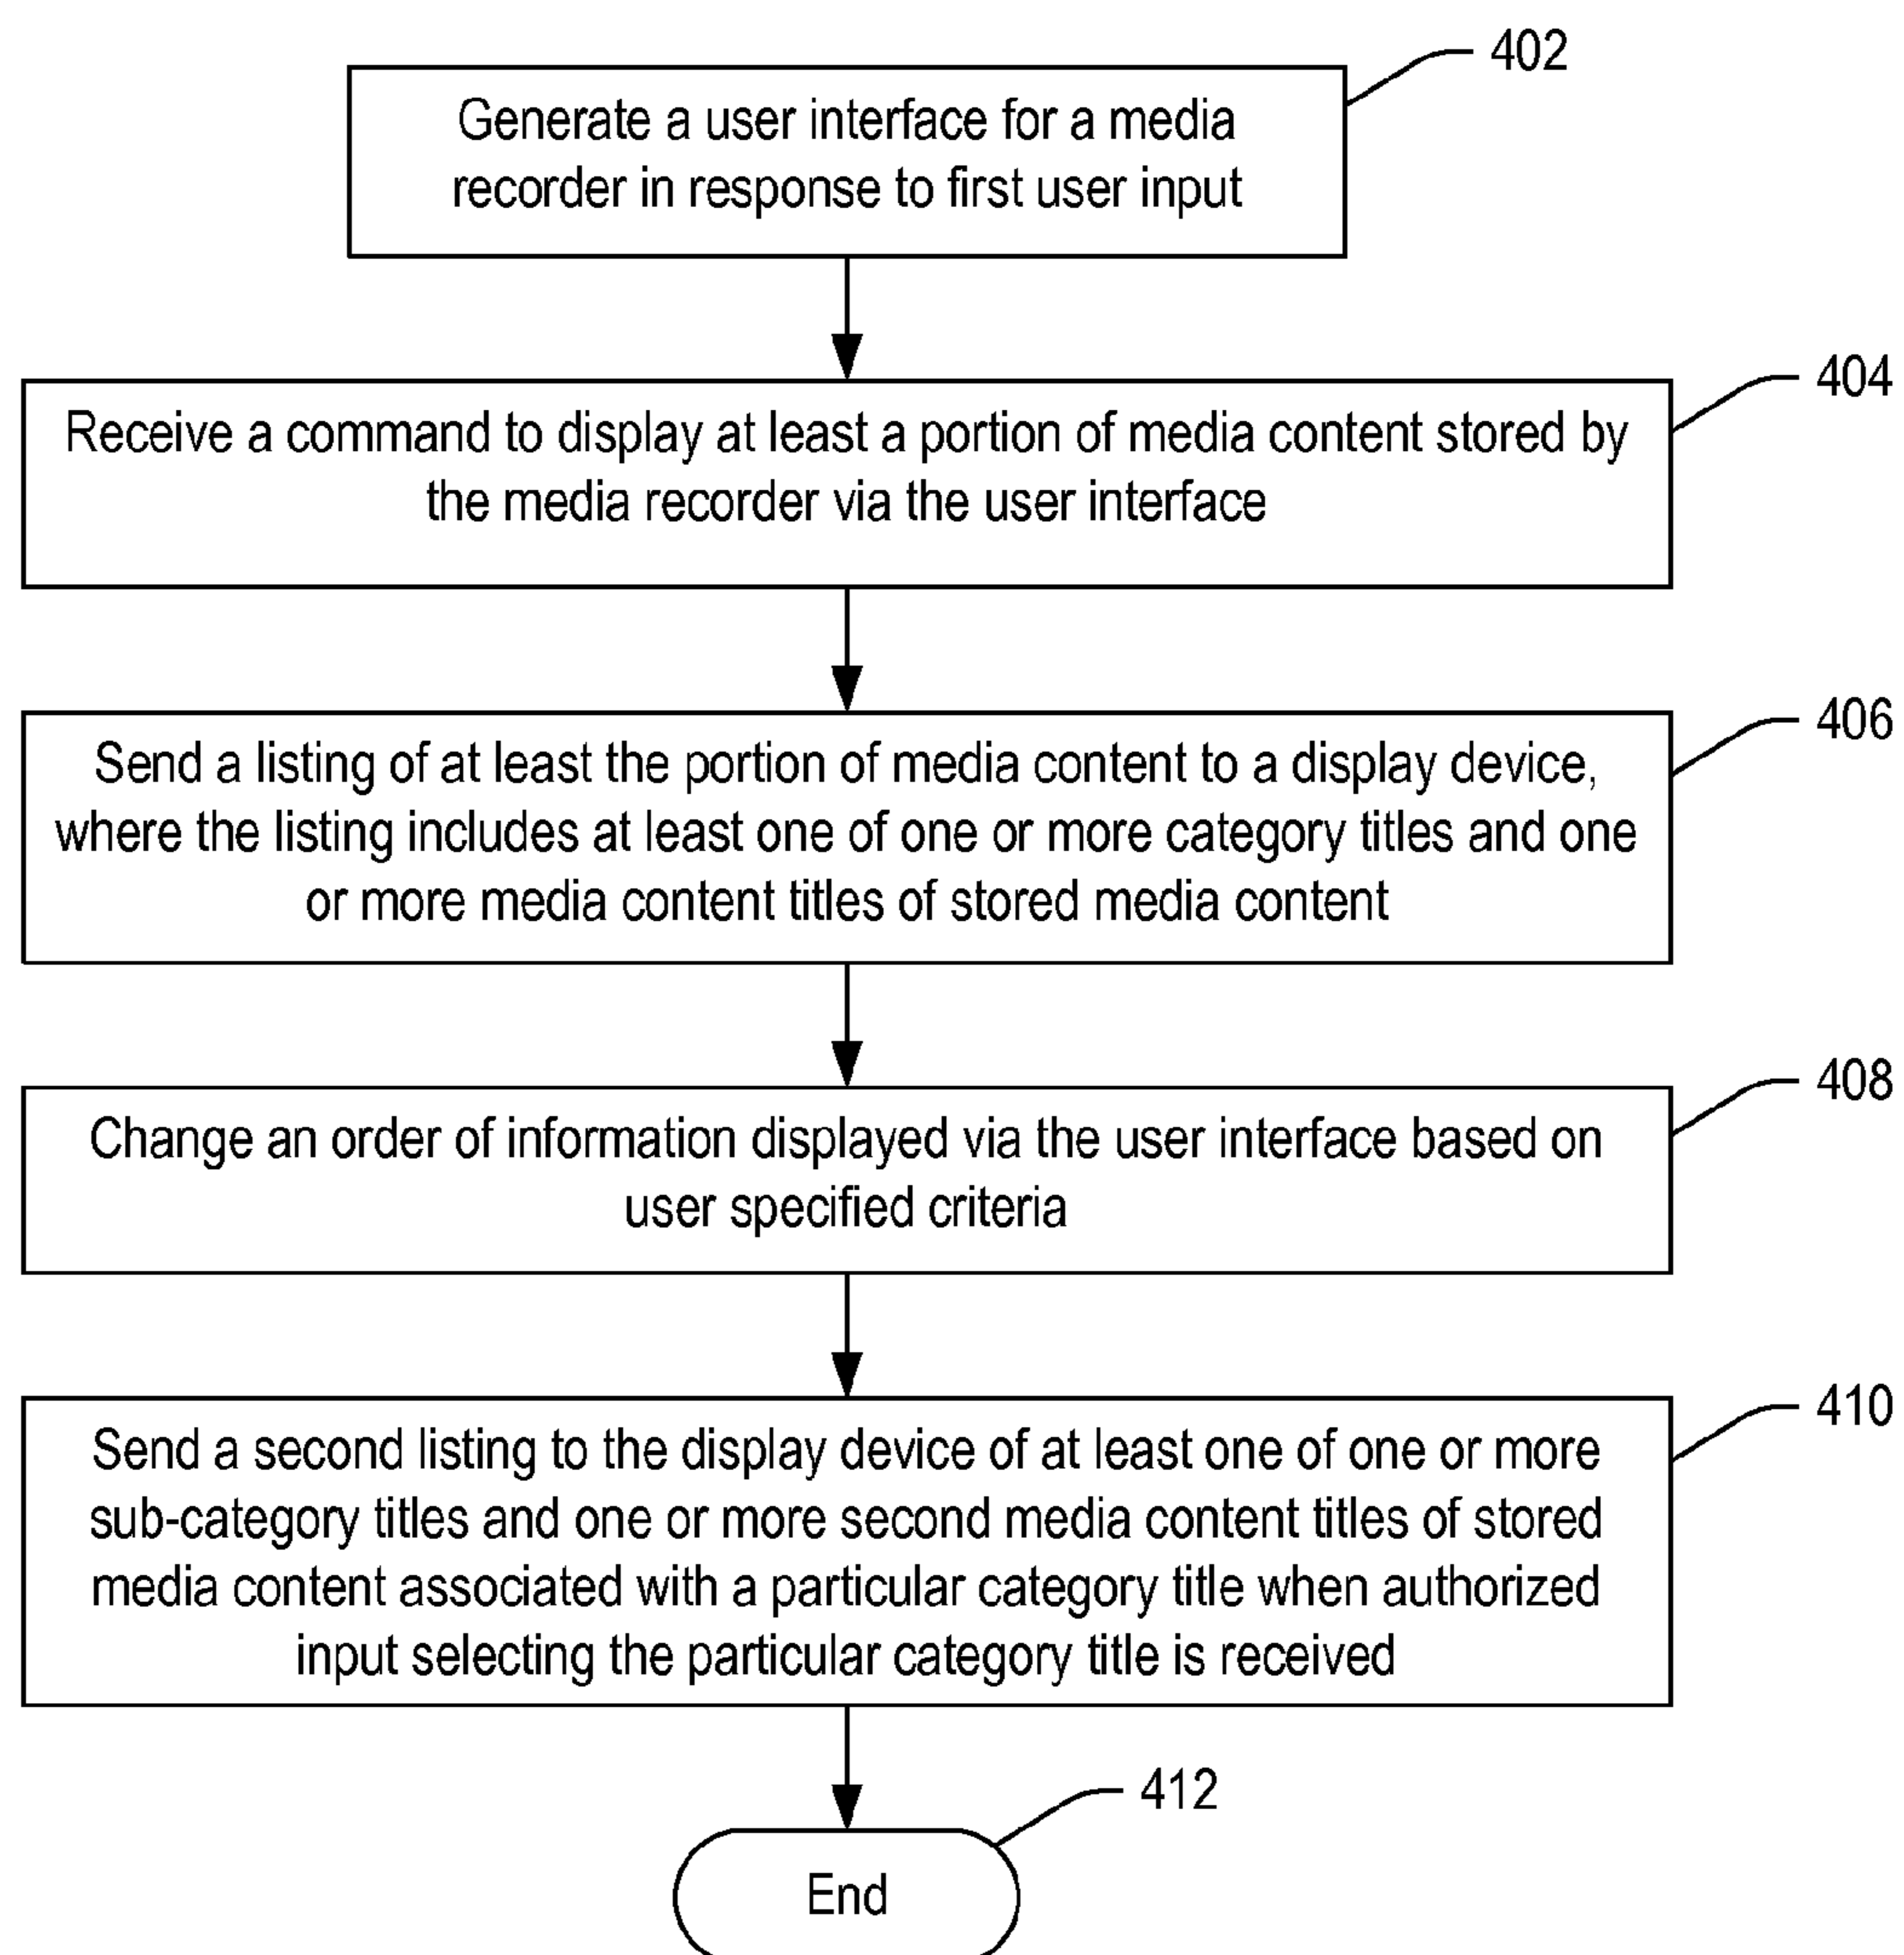 402
Generate a user interface for a media
recorder in response to first user input
404
Receive a command to display at least a portion of media content stored by
the media recorder via the user interface
406
Send a listing of at least the portion of media content to a display device,
where the listing includes at least one of one or more category titles and one
or more media content titles of stored media content
408
Change an order of information displayed via the user interface based on
user specified criteria
410
Send a second listing to the display device of at least one of one or more
sub-category titles and one or more second media content titles of stored
media content associated with a particular category title when authorized
input selecting the particular category title is received
412
End